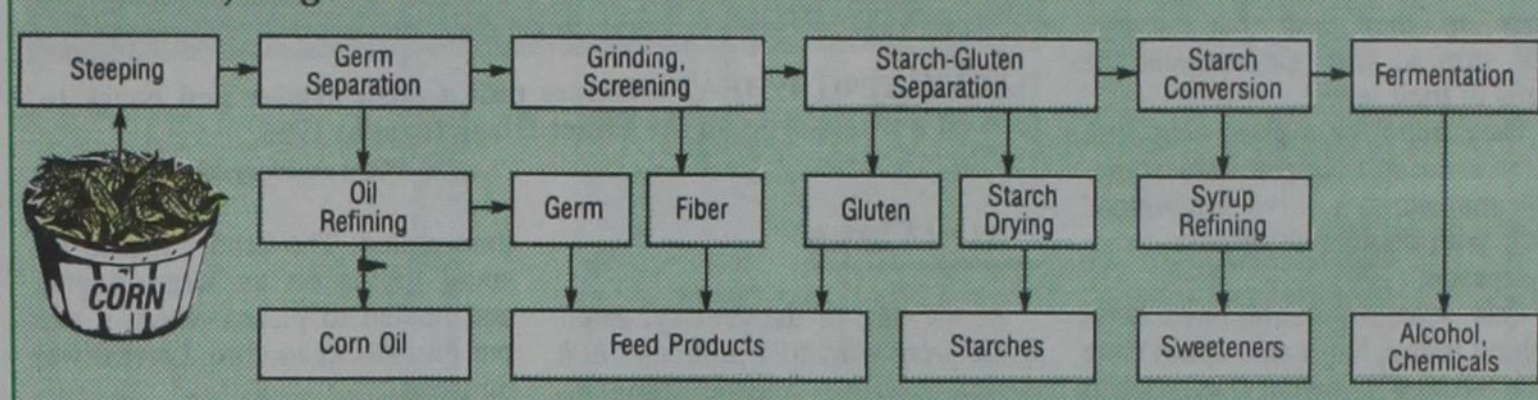 Steeping
Germ
Separation
Grinding,
Screening
Starch-Gluten
Separation
Starch
Conversion
Fermentation
Oil
Refining
Germ
Fiber
Gluten
Starch
Drying
Syrup
Refining
CORN
Corn Oil
Feed Products
Starches
Sweeteners
Alcohol,
Chemicals